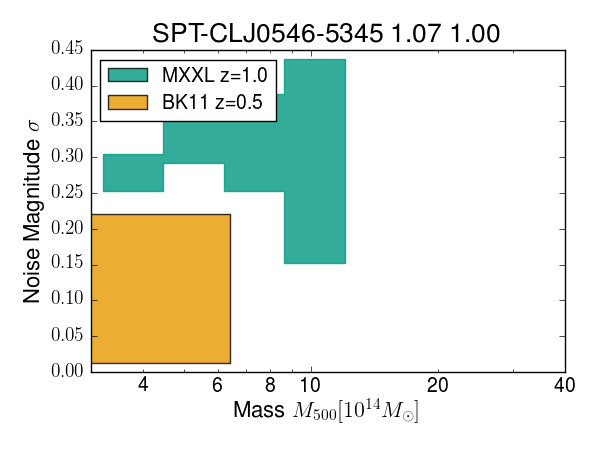 SPT-CLJ0546-5345 1.07 1.00
MXXL z=1.0
BK11 z=0.5
Noise Magnitude σ
0.45
0.40
0.35
0.30
0.25
0.20
0.15
0.10
0.05
0.00
4 6 8 10 20 40
Mass M₅₀₀[10¹⁴M⊙]